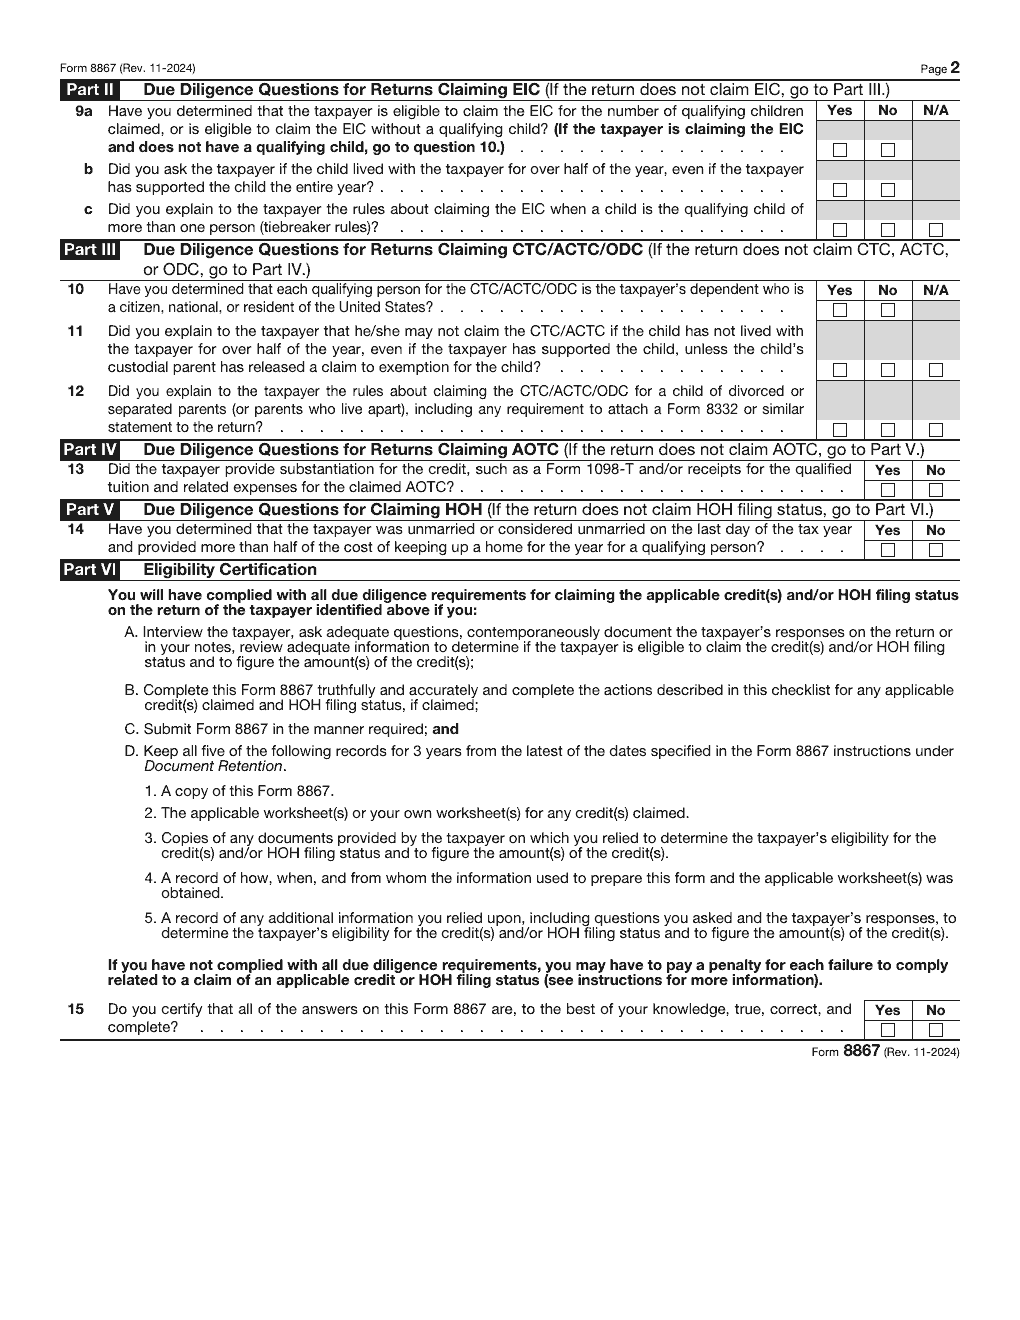 Form 8867 (Rev. 11-2024) Page 2
Part II Due Diligence Questions for Returns Claiming EIC (If the return does not claim EIC, go to Part III.)
9a Have you determined that the taxpayer is eligible to claim the EIC for the number of qualifying children Yes No N/A
claimed, or is eligible to claim the EIC without a qualifying child? (If the taxpayer is claiming the EIC
and does not have a qualifying child, go to question 10.) . . . . . . . . . . . . . .
b Did you ask the taxpayer if the child lived with the taxpayer for over half of the year, even if the taxpayer
has supported the child the entire year? . . . . . . . . . . . . . . . . . . . . .
c Did you explain to the taxpayer the rules about claiming the EIC when a child is the qualifying child of
more than one person (tiebreaker rules)? . . . . . . . . . . . . . . . . . . . .
Part III Due Diligence Questions for Returns Claiming CTC/ACTC/ODC (If the return does not claim CTC, ACTC,
or ODC, go to Part IV.)
10 Have you determined that each qualifying person for the CTC/ACTC/ODC is the taxpayer's dependent who is Yes No N/A
a citizen, national, or resident of the United States? . . . . . . . . . . . . . . . . . .
11 Did you explain to the taxpayer that he/she may not claim the CTC/ACTC if the child has not lived with
the taxpayer for over half of the year, even if the taxpayer has supported the child, unless the child's
custodial parent has released a claim to exemption for the child? . . . . . . . . . . . .
12 Did you explain to the taxpayer the rules about claiming the CTC/ACTC/ODC for a child of divorced or
separated parents (or parents who live apart), including any requirement to attach a Form 8332 or similar
statement to the return? . . . . . . . . . . . . . . . . . . . . . . . . . .
Part IV Due Diligence Questions for Returns Claiming AOTC (If the return does not claim AOTC, go to Part V.)
13 Did the taxpayer provide substantiation for the credit, such as a Form 1098-T and/or receipts for the qualified Yes No
tuition and related expenses for the claimed AOTC? . . . . . . . . . . . . . . . . . . . .
Part V Due Diligence Questions for Claiming HOH (If the return does not claim HOH filing status, go to Part VI.)
14 Have you determined that the taxpayer was unmarried or considered unmarried on the last day of the tax year Yes No
and provided more than half of the cost of keeping up a home for the year for a qualifying person? . . . .
Part VI Eligibility Certification
You will have complied with all due diligence requirements for claiming the applicable credit(s) and/or HOH filing status
on the return of the taxpayer identified above if you:
A. Interview the taxpayer, ask adequate questions, contemporaneously document the taxpayer's responses on the return or
in your notes, review adequate information to determine if the taxpayer is eligible to claim the credit(s) and/or HOH filing
status and to figure the amount(s) of the credit(s);
B. Complete this Form 8867 truthfully and accurately and complete the actions described in this checklist for any applicable
credit(s) claimed and HOH filing status, if claimed;
C. Submit Form 8867 in the manner required; and
D. Keep all five of the following records for 3 years from the latest of the dates specified in the Form 8867 instructions under
Document Retention.
1. A copy of this Form 8867.
2. The applicable worksheet(s) or your own worksheet(s) for any credit(s) claimed.
3. Copies of any documents provided by the taxpayer on which you relied to determine the taxpayer's eligibility for the
credit(s) and/or HOH filing status and to figure the amount(s) of the credit(s).
4. A record of how, when, and from whom the information used to prepare this form and the applicable worksheet(s) was
obtained.
5. A record of any additional information you relied upon, including questions you asked and the taxpayer's responses, to
determine the taxpayer's eligibility for the credit(s) and/or HOH filing status and to figure the amount(s) of the credit(s).
If you have not complied with all due diligence requirements, you may have to pay a penalty for each failure to comply
related to a claim of an applicable credit or HOH filing status (see instructions for more information).
15 Do you certify that all of the answers on this Form 8867 are, to the best of your knowledge, true, correct, and Yes No
complete? . . . . . . . . . . . . . . . . . . . . . . . . . . . . . . . . .
Form 8867 (Rev. 11-2024)